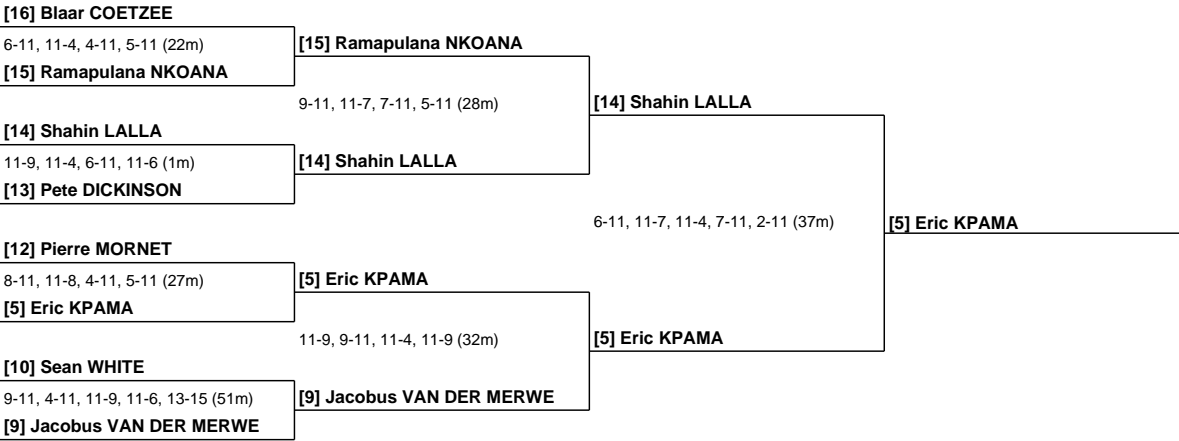 [16] Blaar COETZEE
6-11, 11-4, 4-11, 5-11 (22m)
[15] Ramapulana NKOANA
[15] Ramapulana NKOANA
9-11, 11-7, 7-11, 5-11 (28m)
[14] Shahin LALLA
[14] Shahin LALLA
11-9, 11-4, 6-11, 11-6 (1m)
[14] Shahin LALLA
[13] Pete DICKINSON
6-11, 11-7, 11-4, 7-11, 2-11 (37m)
[5] Eric KPAMA
[12] Pierre MORNET
8-11, 11-8, 4-11, 5-11 (27m)
[5] Eric KPAMA
[5] Eric KPAMA
11-9, 9-11, 11-4, 11-9 (32m)
[5] Eric KPAMA
[10] Sean WHITE
9-11, 4-11, 11-9, 11-6, 13-15 (51m)
[9] Jacobus VAN DER MERWE
[9] Jacobus VAN DER MERWE